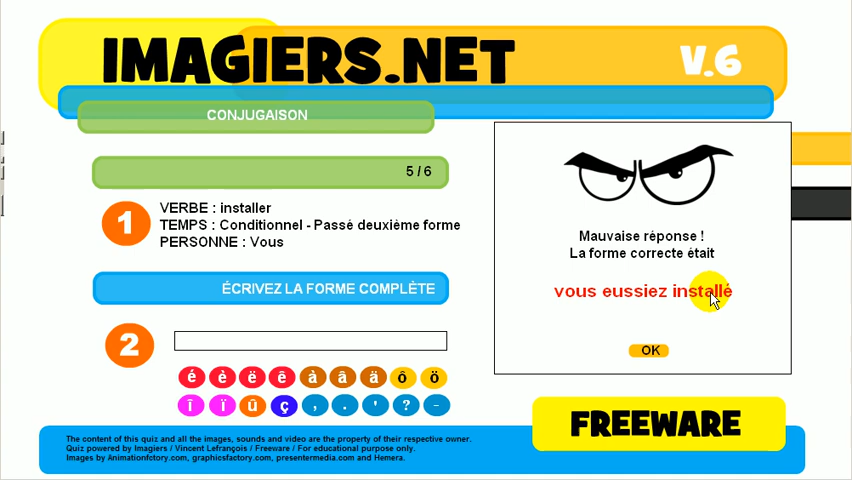 IMAGIERS.NET
V.6
CONJUGAISON
5 / 6
1
VERBE : installer
TEMPS : Conditionnel - Passé deuxième forme
PERSONNE : Vous
Mauvaise réponse !
La forme correcte était
vous eussiez installé
OK
ÉCRIVEZ LA FORME COMPLÈTE
2
é è ë ê à â ä ô ö
î ï û ç , . ' ? -
FREEWARE
The content of this quiz and all the images, sounds and video are the property of their respective owner.
Quiz powered by Imagiers / Vincent Lefrançois / Freeware / For educational purpose only.
Images by Animationfctory.com, graphicsfactory.com, presentermedia.com and Hemera.